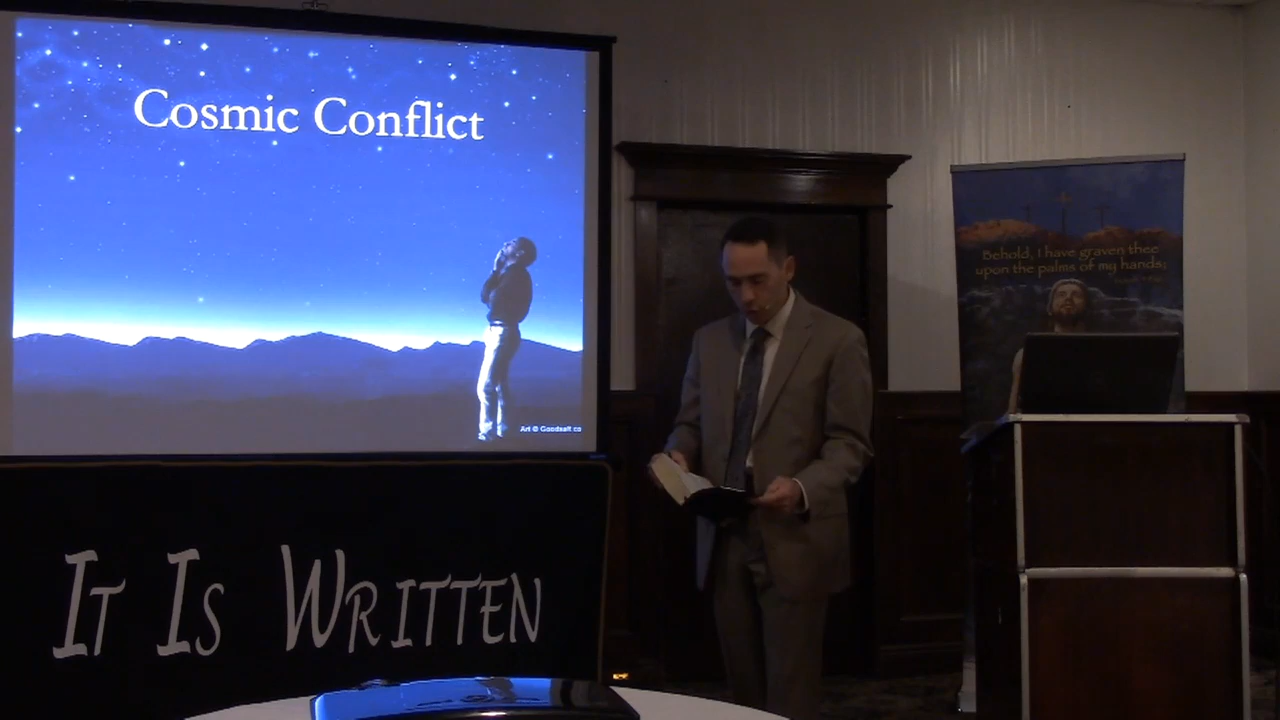 Cosmic Conflict
Art © Goodsalt co
It Is Written
Behold, I have graven thee
upon the palms of my hands;